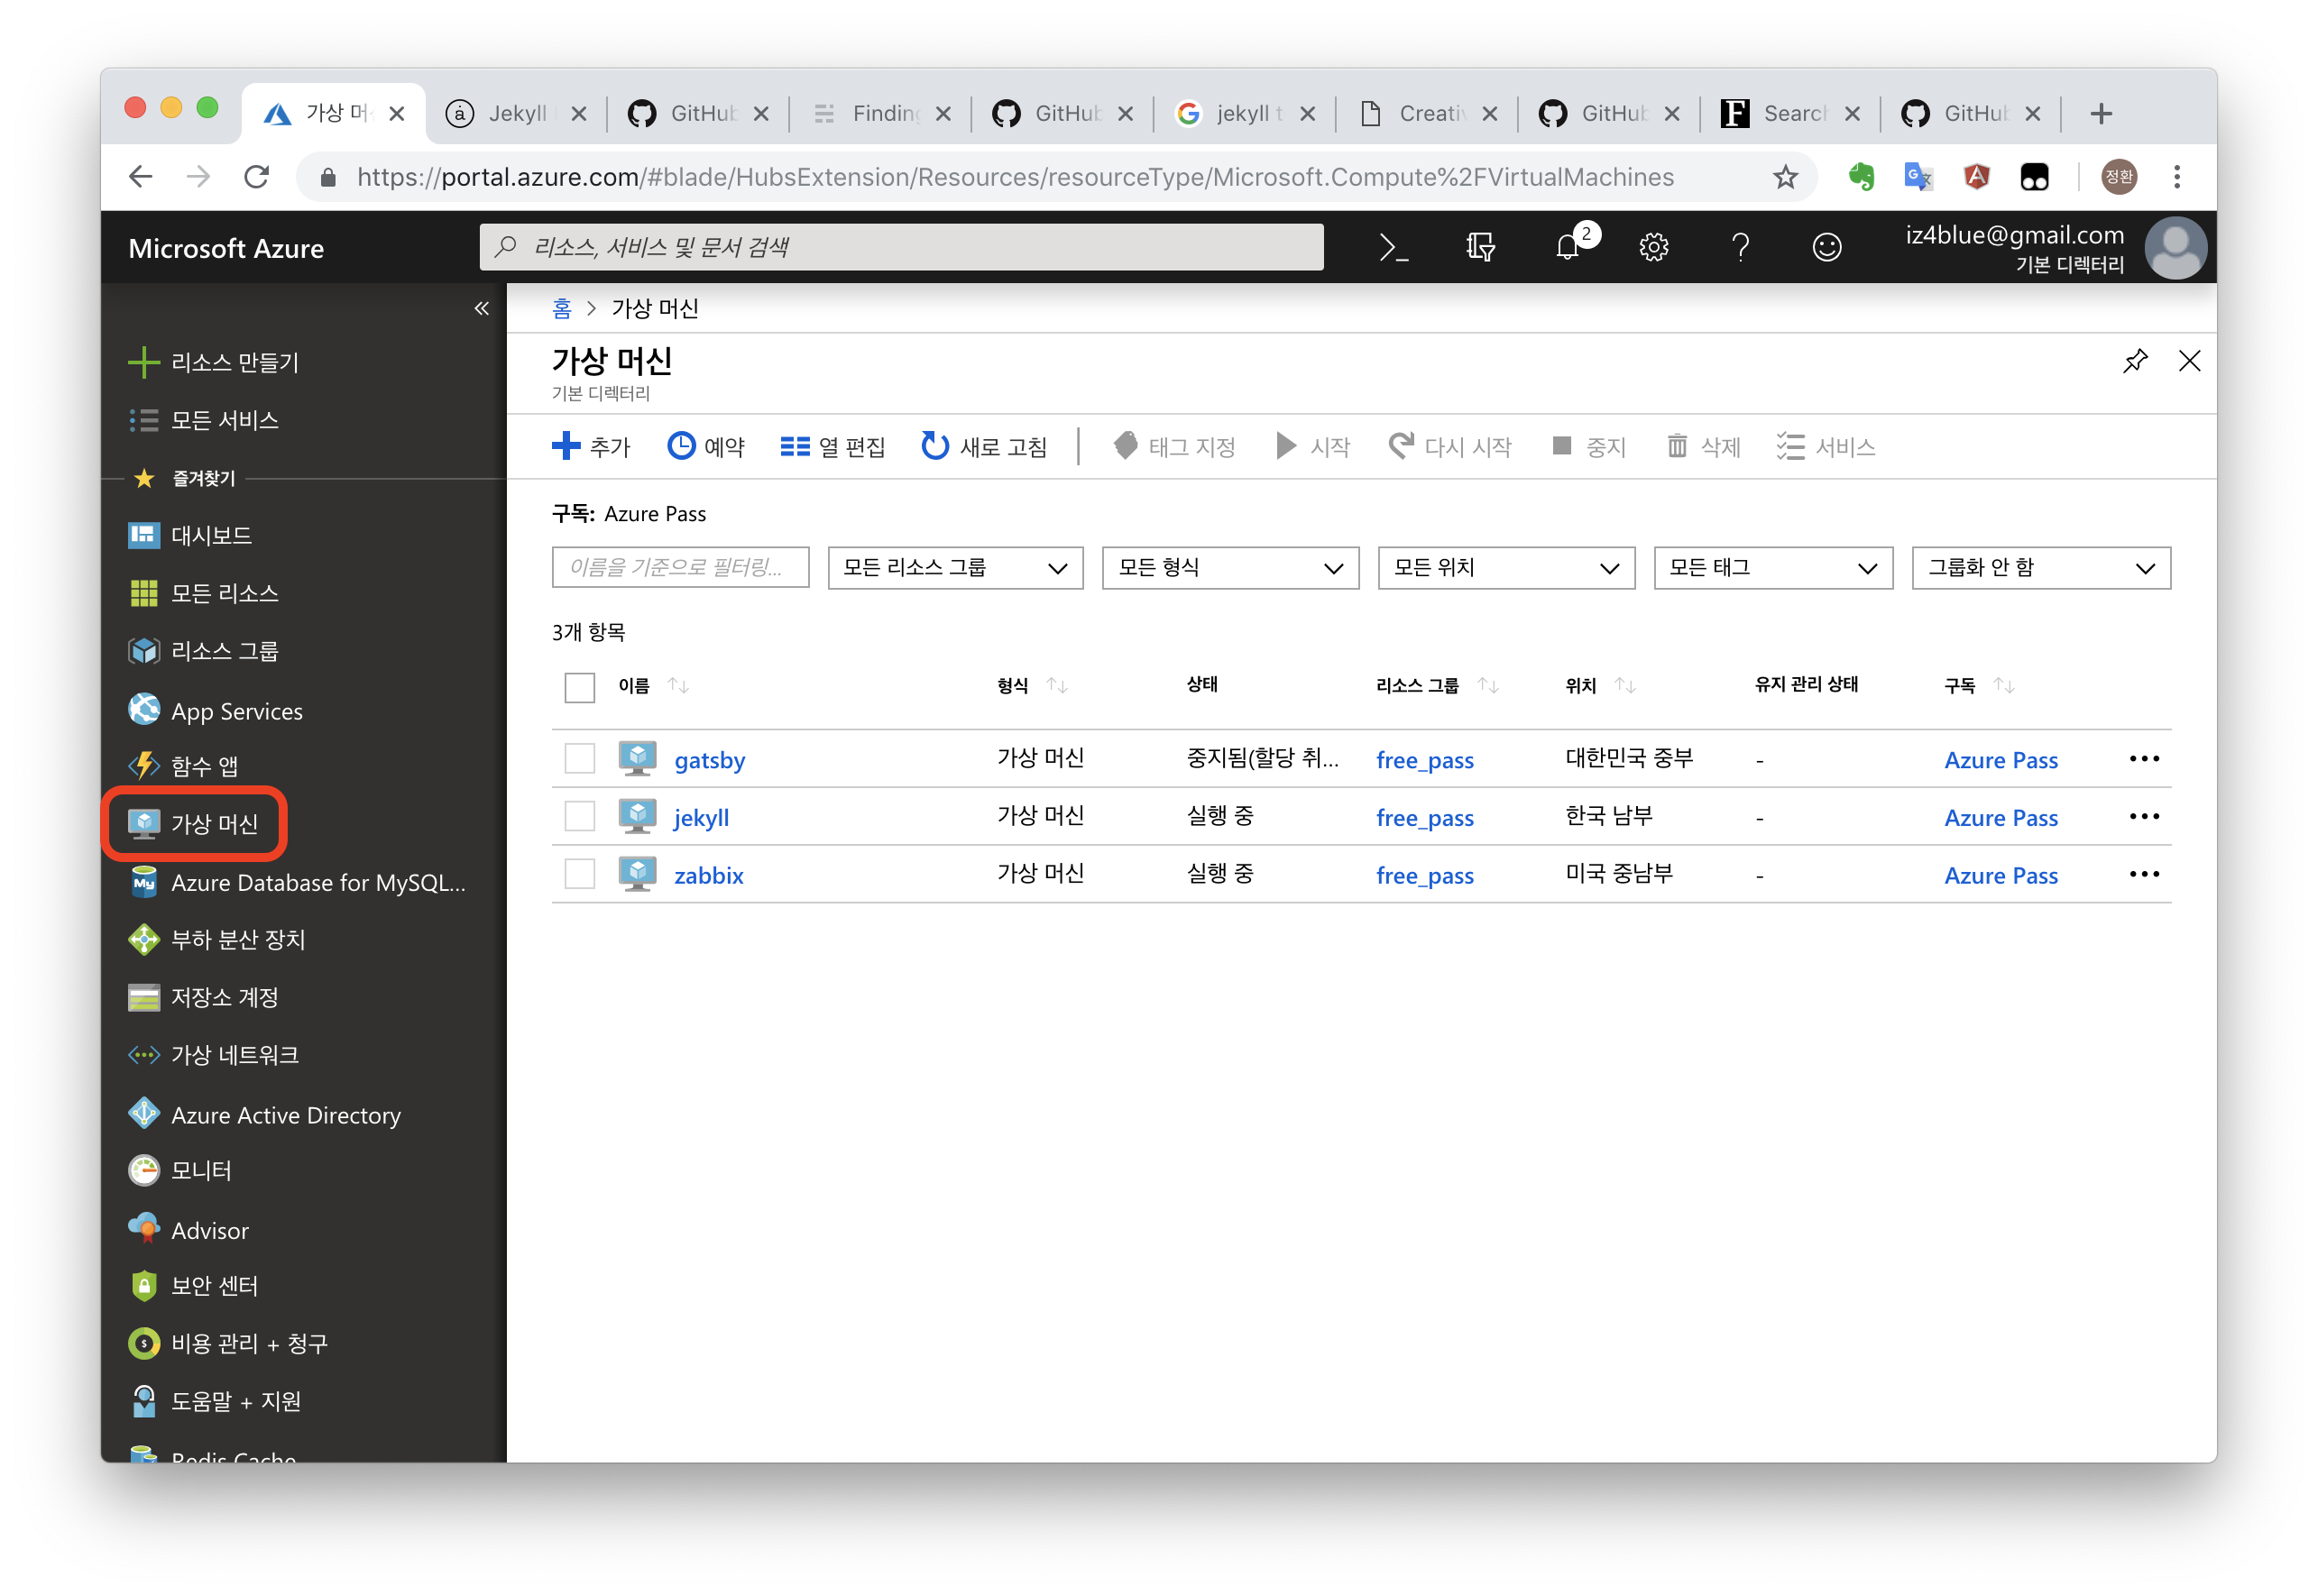 가상 머
Jekyll
GitHub
Finding
GitHub
jekyll t
Creativ
GitHub
Search
GitHub
https://portal.azure.com/#blade/HubsExtension/Resources/resourceType/Microsoft.Compute%2FVirtualMachines
정환
Microsoft Azure
리소스, 서비스 및 문서 검색
2
iz4blue@gmail.com
기본 디렉터리
리소스 만들기
모든 서비스
즐겨찾기
대시보드
모든 리소스
리소스 그룹
App Services
함수 앱
가상 머신
Azure Database for MySQL...
부하 분산 장치
저장소 계정
가상 네트워크
Azure Active Directory
모니터
Advisor
보안 센터
비용 관리 + 청구
도움말 + 지원
Redis Cache
홈 > 가상 머신
가상 머신
기본 디렉터리
추가 예약 열 편집 새로 고침 태그 지정 시작 다시 시작 중지 삭제 서비스
구독: Azure Pass
이름을 기준으로 필터링... 모든 리소스 그룹 모든 형식 모든 위치 모든 태그 그룹화 안 함
3개 항목
이름 형식 상태 리소스 그룹 위치 유지 관리 상태 구독
gatsby 가상 머신 중지됨(할당 취... free_pass 대한민국 중부 - Azure Pass
jekyll 가상 머신 실행 중 free_pass 한국 남부 - Azure Pass
zabbix 가상 머신 실행 중 free_pass 미국 중남부 - Azure Pass